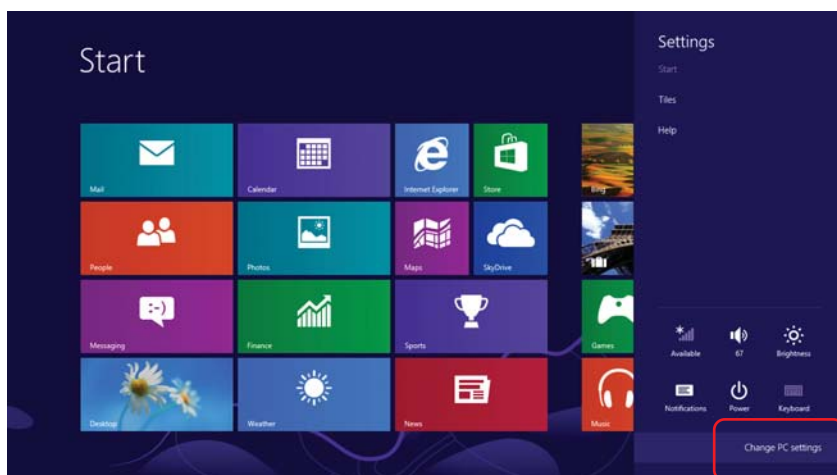 Start
Settings
Start
Tiles
Help
Mail
Calendar
Internet Explorer
Store
Bing
People
Photos
Maps
SkyDrive
Messaging
Finance
Sports
Games
Desktop
Weather
News
Music
Available
67
Brightness
Notifications
Power
Keyboard
Change PC settings